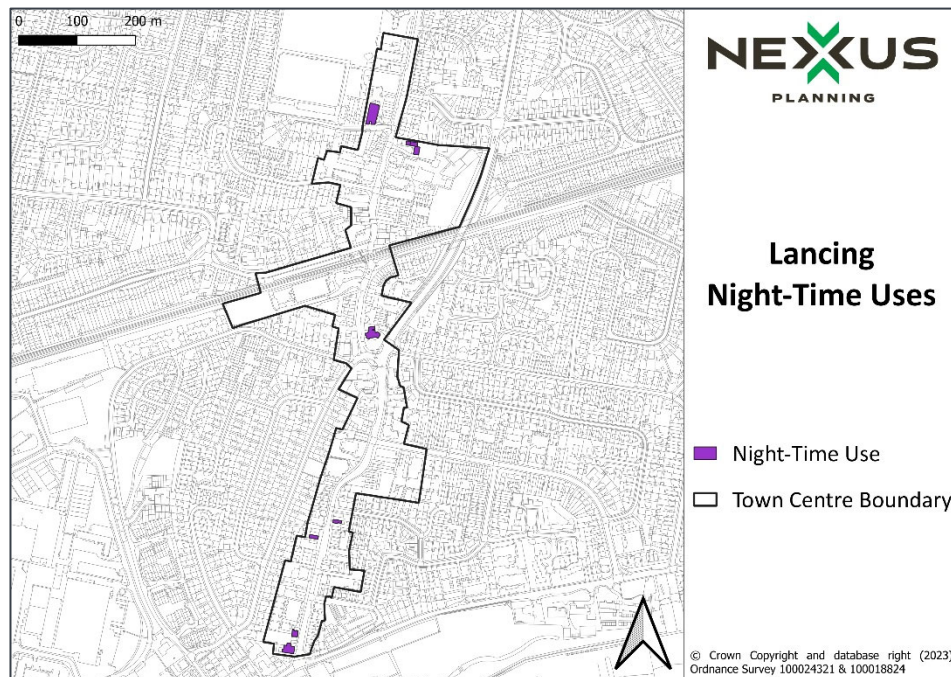 0 100 200 m
NEXUS
PLANNING
Lancing
Night-Time Uses
Night-Time Use
Town Centre Boundary
© Crown Copyright and database right (2023)
Ordnance Survey 100024321 & 100018824